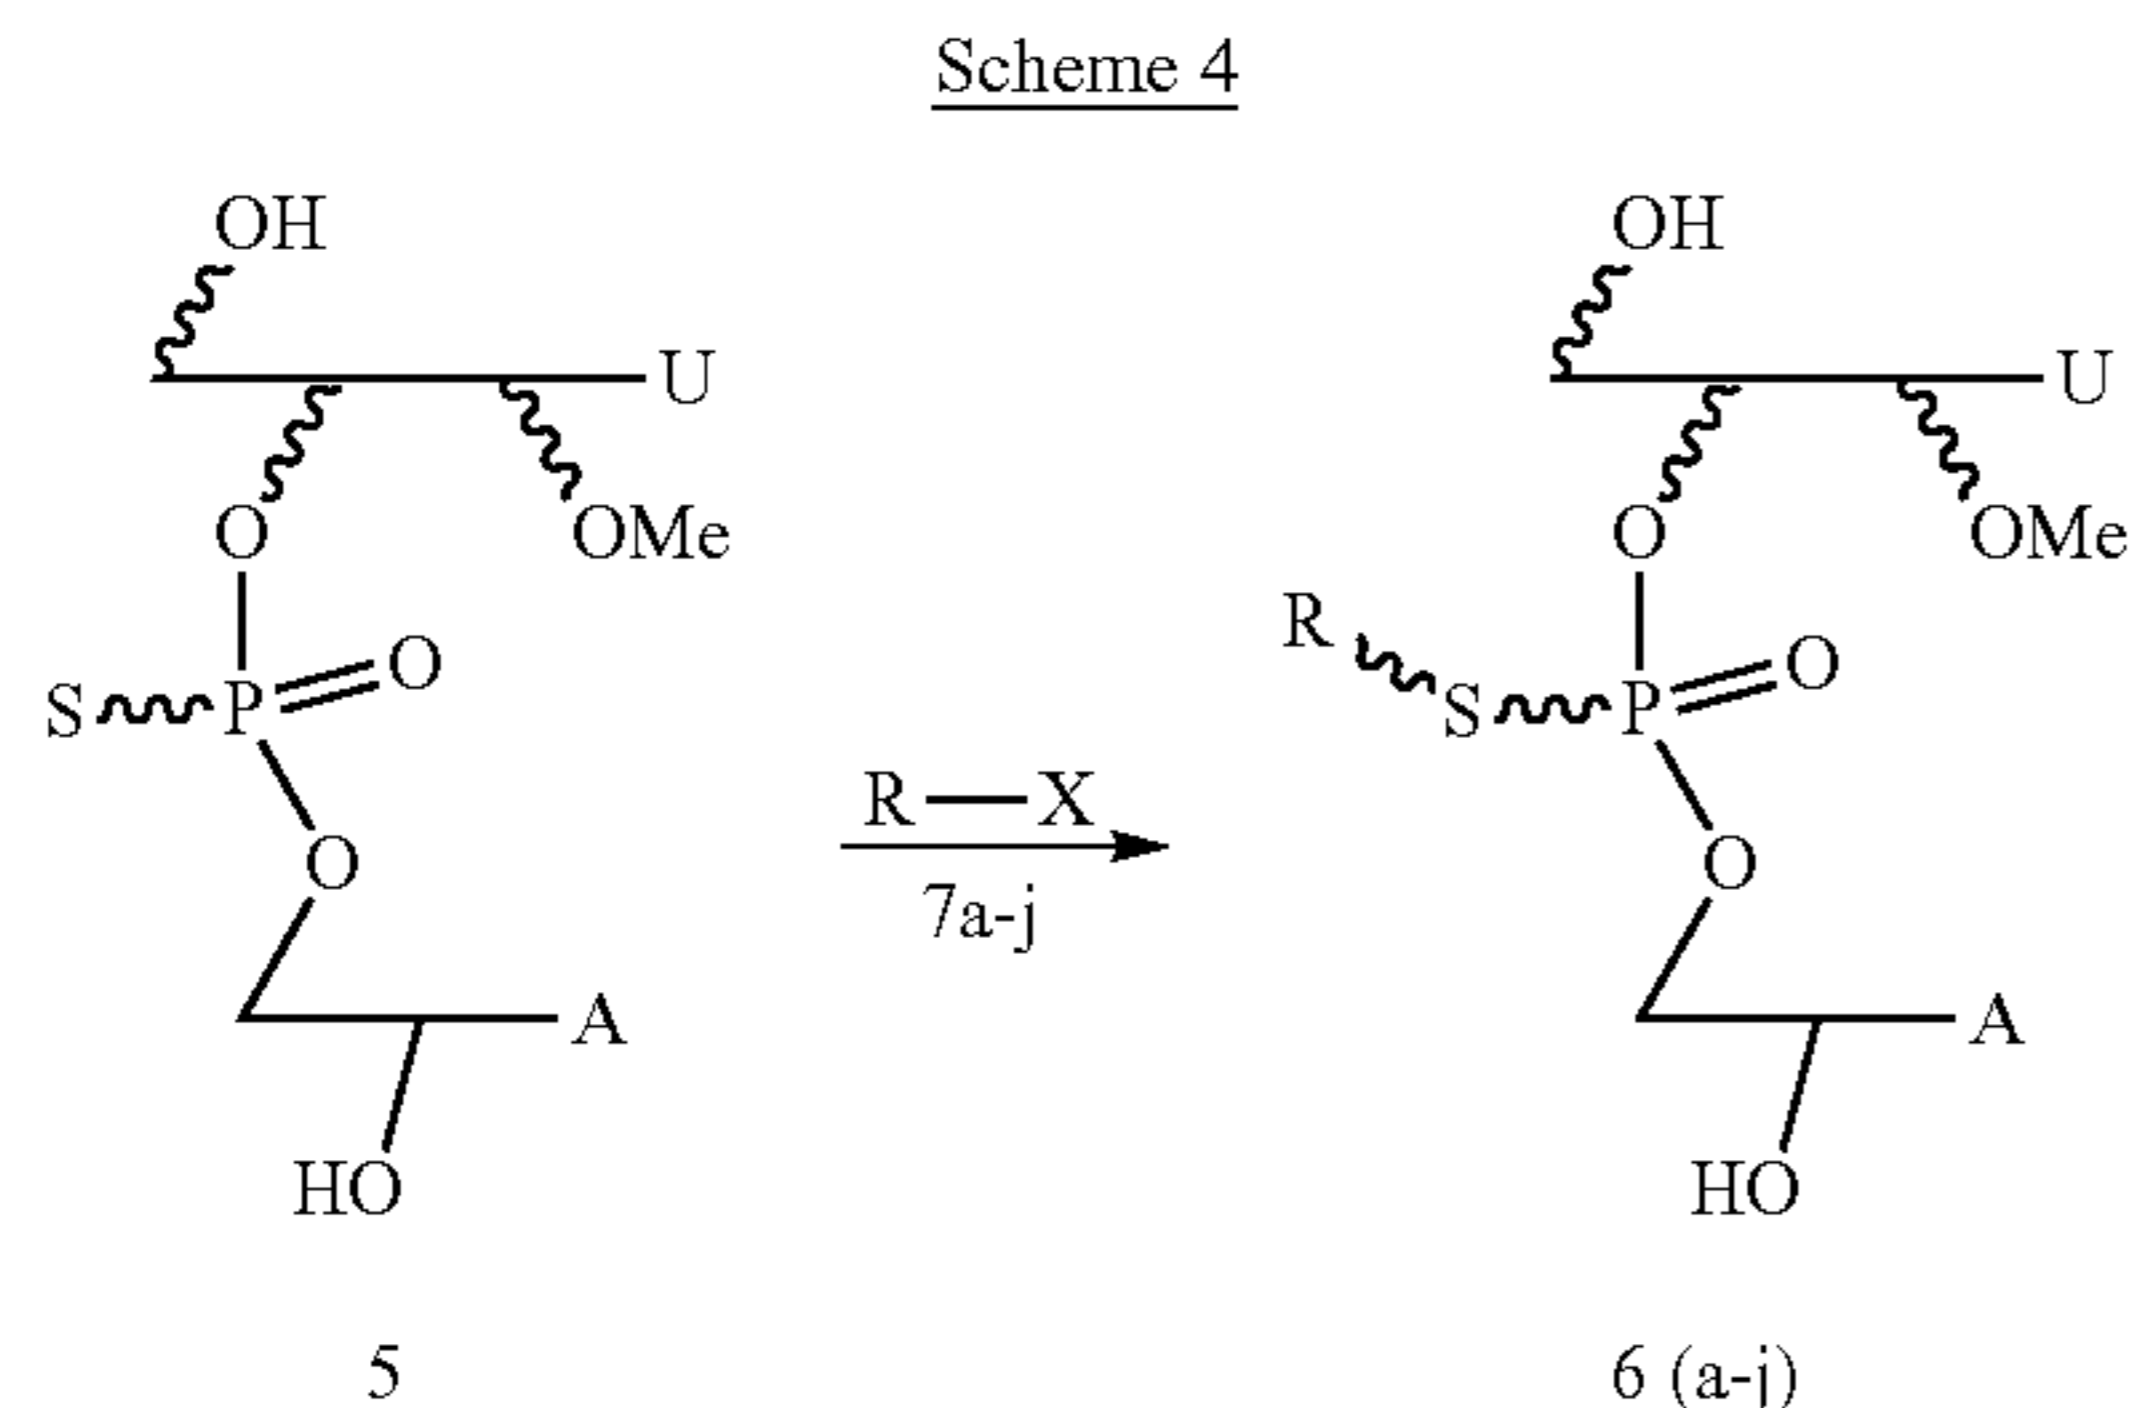 Scheme 4
OH OH
U U
O OMe O OMe
R
O O
S P S P
R X
O O
7a-j
A A
HO HO
5 6 (a-j)